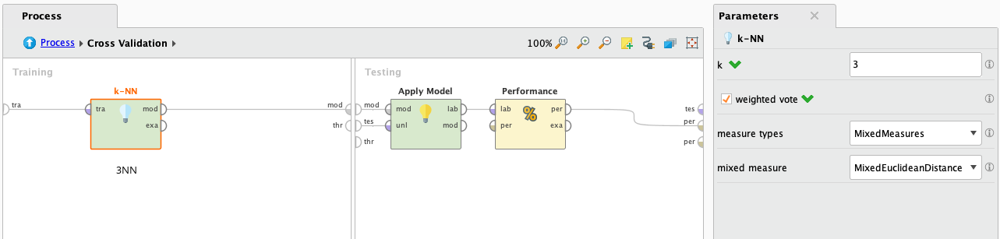 Process
Parameters
Process Cross Validation
100%
k-NN
Training
Testing
k
3
k-NN
Apply Model
Performance
weighted vote
tra
tra
mod
mod
mod
mod
lab
lab
per
tes
exa
thr
tes
unl
mod
per
exa
per
thr
per
measure types
MixedMeasures
3NN
mixed measure
MixedEuclideanDistance